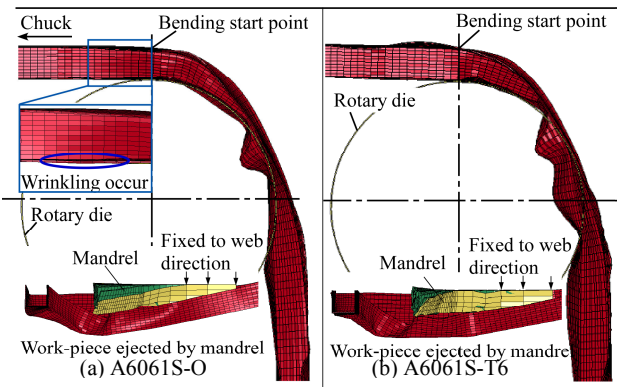 Chuck
Bending start point
Wrinkling occur
Rotary die
Mandrel
Fixed to web
direction
Work-piece ejected by mandrel
(a) A6061S-O
Bending start point
Rotary die
Mandrel
Fixed to web
direction
Work-piece ejected by mandrel
(b) A6061S-T6